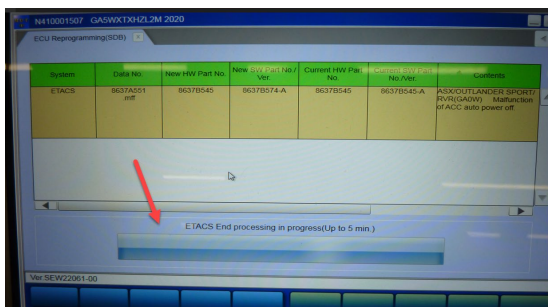 N410001507 GA5WXTXHZL2M 2020
ECU Reprogramming(SDB)
System
Data No.
New HW Part No.
New SW Part No./
Ver.
Current HW Part
No.
Current SW Part
No./Ver.
Contents
ETACS
8637A551
.mff
8637B545
8637B574-A
8637B545
8637B545-A
ASX/OUTLANDER SPORT/
RVR(GA0W) Malfunction
of ACC auto power off
ETACS End processing in progress(Up to 5 min.)
Ver.SEW22061-00